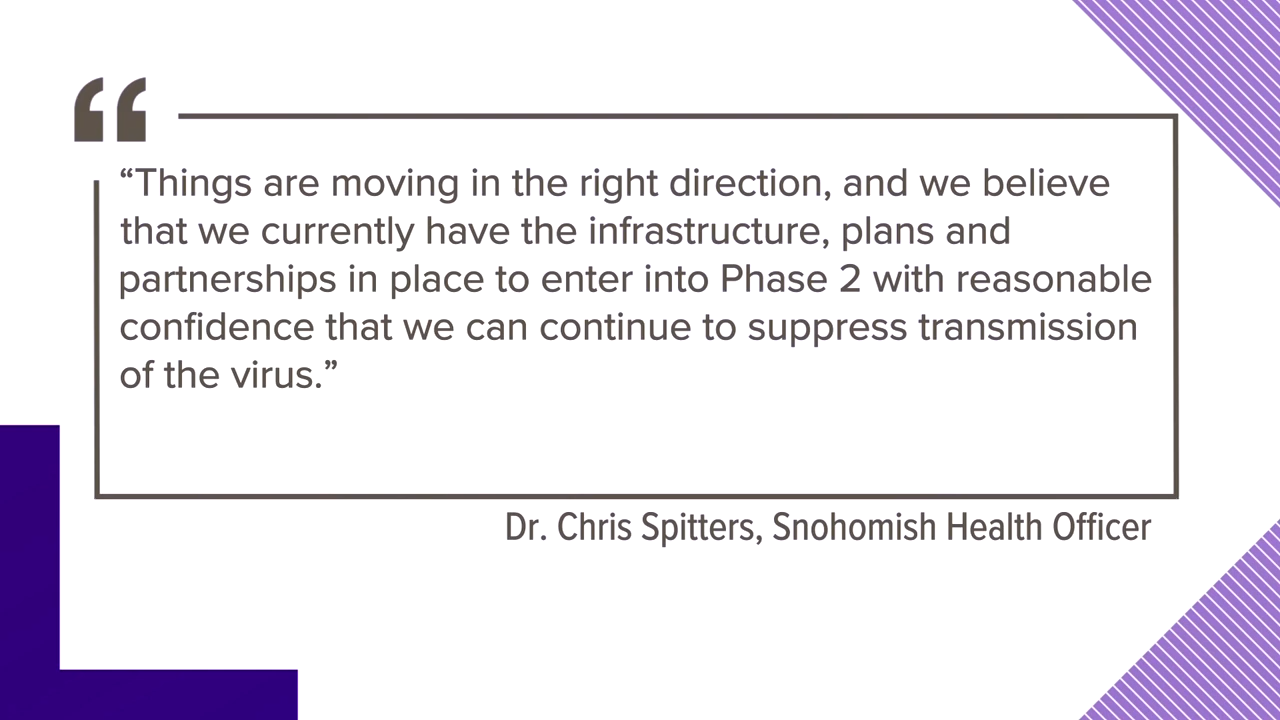 “Things are moving in the right direction, and we believe
that we currently have the infrastructure, plans and
partnerships in place to enter into Phase 2 with reasonable
confidence that we can continue to suppress transmission
of the virus.”
Dr. Chris Spitters, Snohomish Health Officer